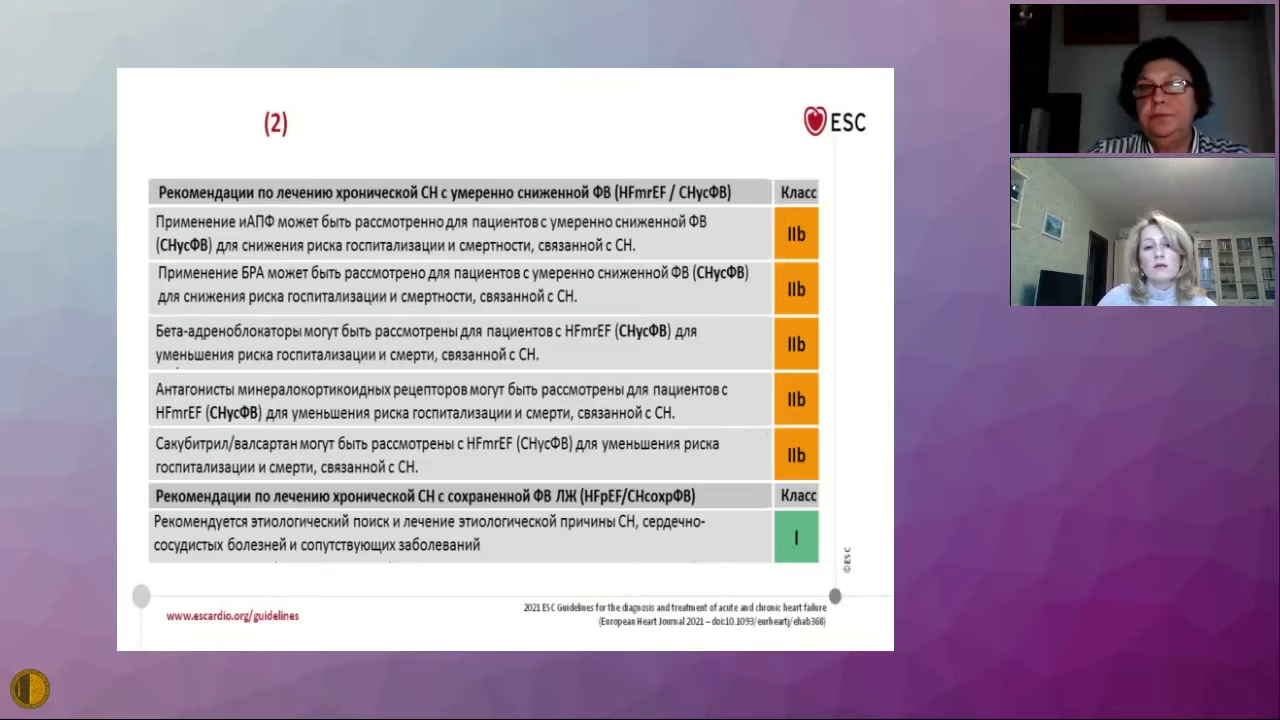 (2)
ESC
Рекомендации по лечению хронической СН с умеренно сниженной ФВ (HFmrEF / СНусФВ)
Класс
Применение иАПФ может быть рассмотренно для пациентов с умеренно сниженной ФВ
(СНусФВ) для снижения риска госпитализации и смертности, связанной с СН.
IIb
Применение БРА может быть рассмотрено для пациентов с умеренно сниженной ФВ (СНусФВ)
для снижения риска госпитализации и смертности, связанной с СН.
IIb
Бета-адреноблокаторы могут быть рассмотрены для пациентов с HFmrEF (СНусФВ) для
уменьшения риска госпитализации и смерти, связанной с СН.
IIb
Антагонисты минералокортикоидных рецепторов могут быть рассмотрены для пациентов с
HFmrEF (СНусФВ) для уменьшения риска госпитализации и смерти, связанной с СН.
IIb
Сакубитрил/валсартан могут быть рассмотрены с HFmrEF (СНусФВ) для уменьшения риска
госпитализации и смерти, связанной с СН.
IIb
Рекомендации по лечению хронической СН с сохраненной ФВ ЛЖ (HFpEF/СНсохрФВ)
Класс
Рекомендуется этиологический поиск и лечение этиологической причины СН, сердечно-
сосудистых болезней и сопутствующих заболеваний
I
©ESC
www.escardio.org/guidelines
2021 ESC Guidelines for the diagnosis and treatment of acute and chronic heart failure
(European Heart Journal 2021 – doi:10.1093/eurheartj/ehab368)